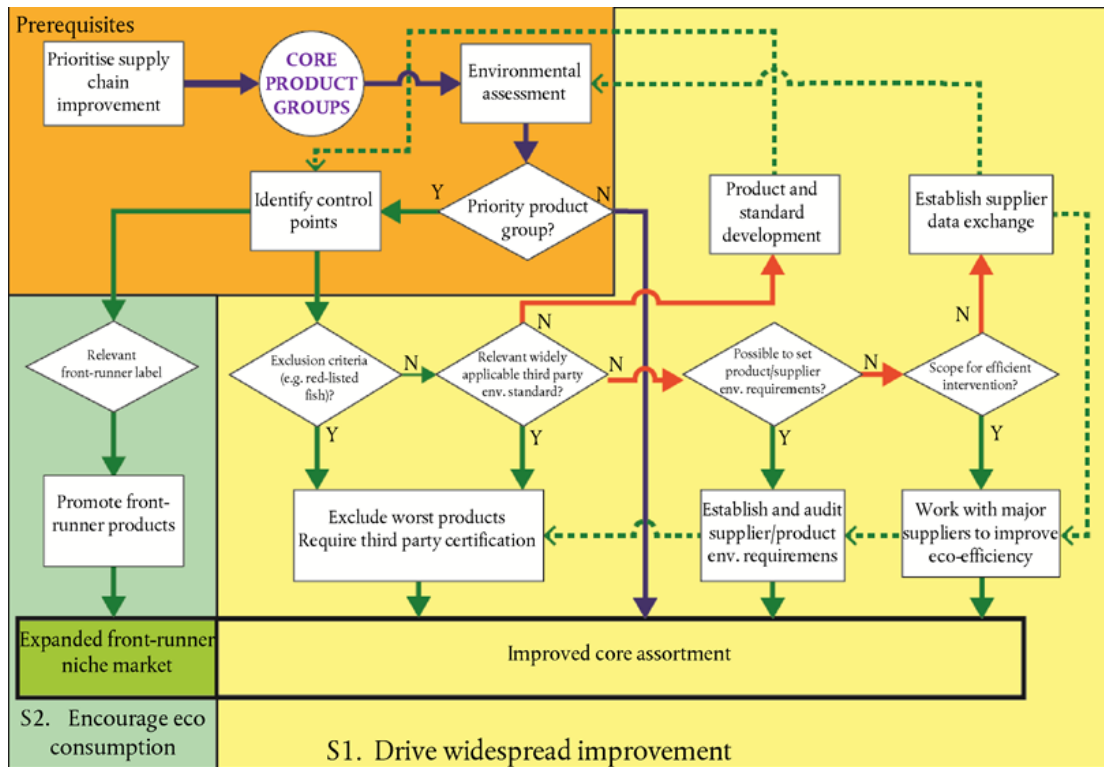 Prerequisites
Prioritise supply
chain
improvement
CORE
PRODUCT
GROUPS
Environmental
assessment
Identify control
points
Y
Priority product
group?
N
Product and
standard
development
Establish supplier
data exchange
Relevant
front-runner label
Exclusion criteria
(e.g. red-listed
fish)?
N
Y
Relevant widely
applicable third party
env. standard?
N
N
Y
Possible to set
product/supplier
env. requirements?
N
Y
Scope for efficient
intervention?
N
Y
Promote front-
runner products
Exclude worst products
Require third party certification
Establish and audit
supplier/product
env. requiremens
Work with major
suppliers to improve
eco-efficiency
Expanded front-runner
niche market
Improved core assortment
S2. Encourage eco
consumption
S1. Drive widespread improvement